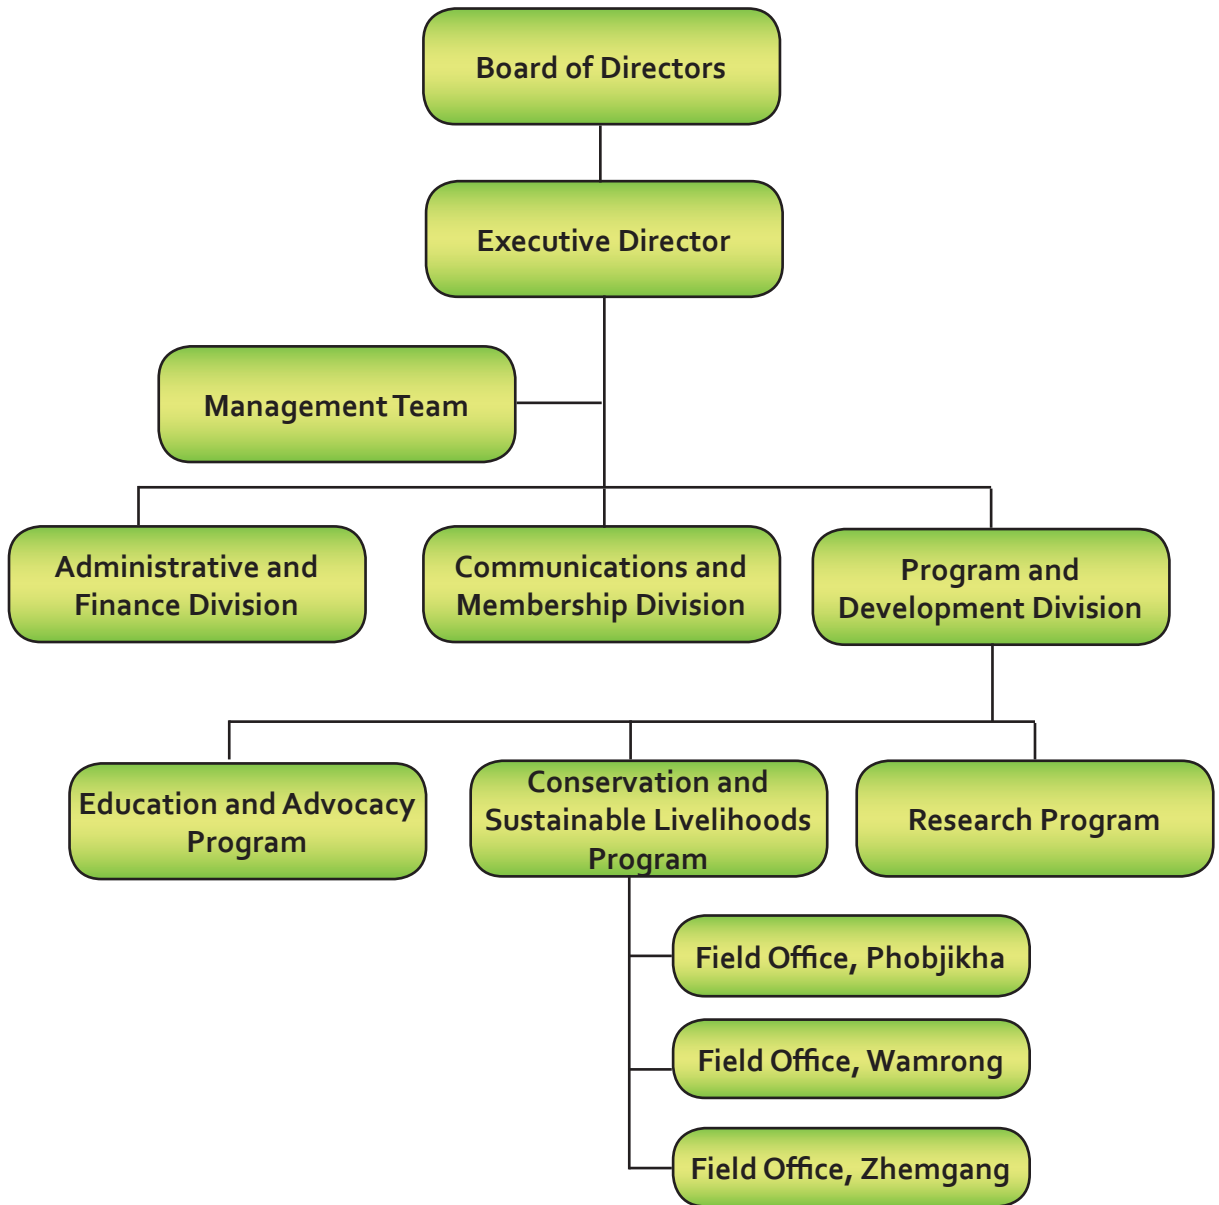 Board of Directors
Executive Director
Management Team
Administrative and
Finance Division
Communications and
Membership Division
Program and
Development Division
Education and Advocacy
Program
Conservation and
Sustainable Livelihoods
Program
Research Program
Field Office, Phobjikha
Field Office, Wamrong
Field Office, Zhemgang